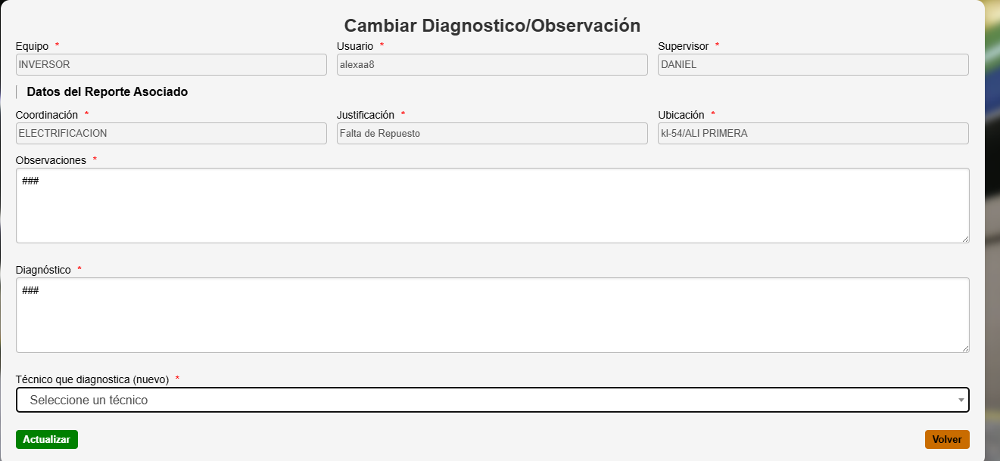 Cambiar Diagnostico/Observación
Equipo * Usuario * Supervisor *
INVERSOR alexaa8 DANIEL
Datos del Reporte Asociado
Coordinación * Justificación * Ubicación *
ELECTRIFICACION Falta de Repuesto kl-54/ALI PRIMERA
Observaciones *
###
Diagnóstico *
###
Técnico que diagnostica (nuevo) *
Seleccione un técnico
Actualizar Volver